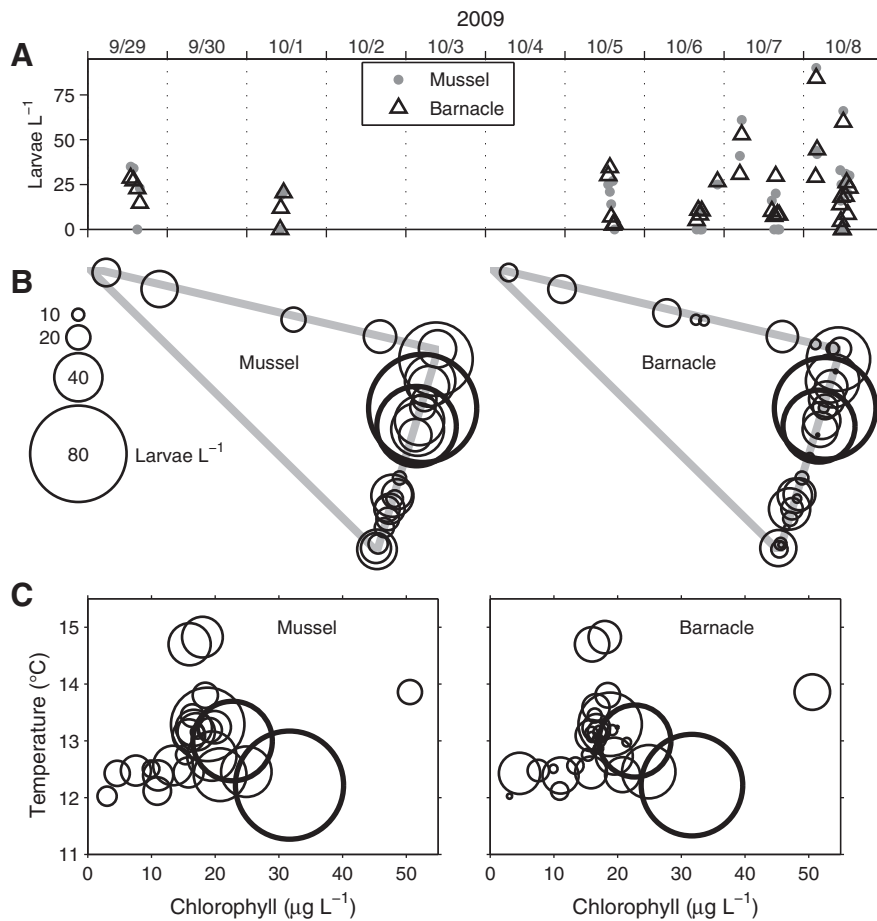 2009
A
9/29 9/30 10/1 10/2 10/3 10/4 10/5 10/6 10/7 10/8
Larvae L⁻¹
75
50
25
0
Mussel
Barnacle
B
10
20
40
80
Larvae L⁻¹
Mussel
Barnacle
C
Temperature (°C)
15
14
13
12
11
Mussel
Barnacle
0 10 20 30 40 50
0 10 20 30 40 50
Chlorophyll (μg L⁻¹)
Chlorophyll (μg L⁻¹)